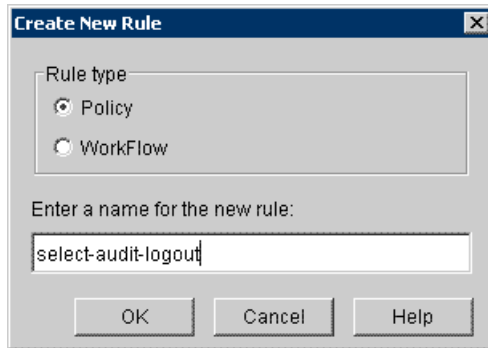 Create New Rule
Rule type
Policy
WorkFlow
Enter a name for the new rule:
select-audit-logout
OK Cancel Help